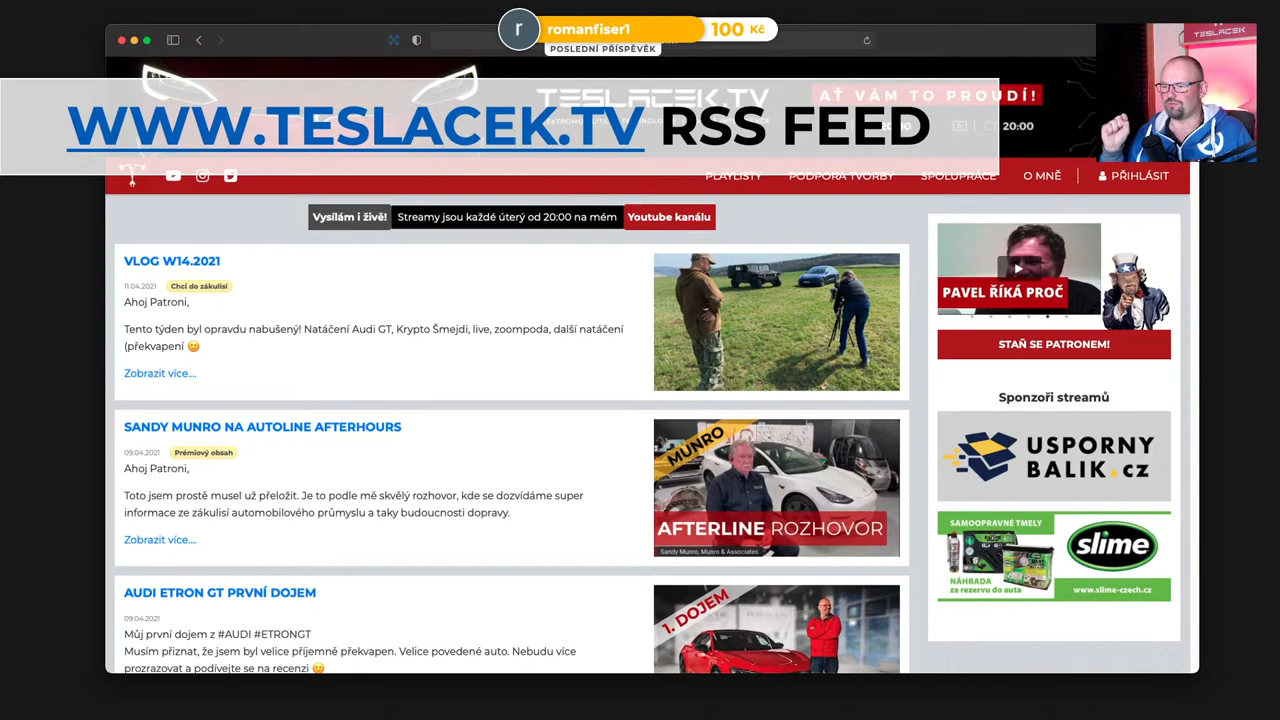 r romanfiser1 100 Kč
POSLEDNÍ PŘÍSPĚVEK
TESLACEK
TESLACEK.TV
AŤ VÁM TO PROUDÍ!
20:00
WWW.TESLACEK.TV RSS FEED
PLAYLISTY PODPORA TVORBY SPOLUPRÁCE O MNĚ PŘIHLÁSIT
Vysílám i živě! Streamy jsou každé úterý od 20:00 na mém Youtube kanálu
VLOG W14.2021
11.04.2021 Chci do zákulisí
Ahoj Patroni,
Tento týden byl opravdu nabušený! Natáčení Audi GT, Krypto Šmejdi, live, zoompoda, další natáčení
(překvapení
Zobrazit více....
SANDY MUNRO NA AUTOLINE AFTERHOURS
09.04.2021 Prémiový obsah
Ahoj Patroni,
Toto jsem prostě musel už přeložit. Je to podle mě skvělý rozhovor, kde se dozvídáme super
informace ze zákulisí automobilového průmyslu a taky budoucnosti dopravy.
Zobrazit více....
MUNRO
AFTERLINE ROZHOVOR
Sandy Munro, Munro & Associates
AUDI ETRON GT PRVNÍ DOJEM
09.04.2021
Můj první dojem z #AUDI #ETRONGT
Musím přiznat, že jsem byl velice příjemně překvapen. Velice povedené auto. Nebudu více
prozrazovat a podívejte se na recenzi
1. DOJEM
PAVEL ŘÍKÁ PROČ
STAŇ SE PATRONEM!
Sponzoři streamů
USPORNY
BALIK.cz
SAMOOPRAVNÉ TMELY
slime
NÁHRADA
za rezervu do auta
www.slime-czech.cz